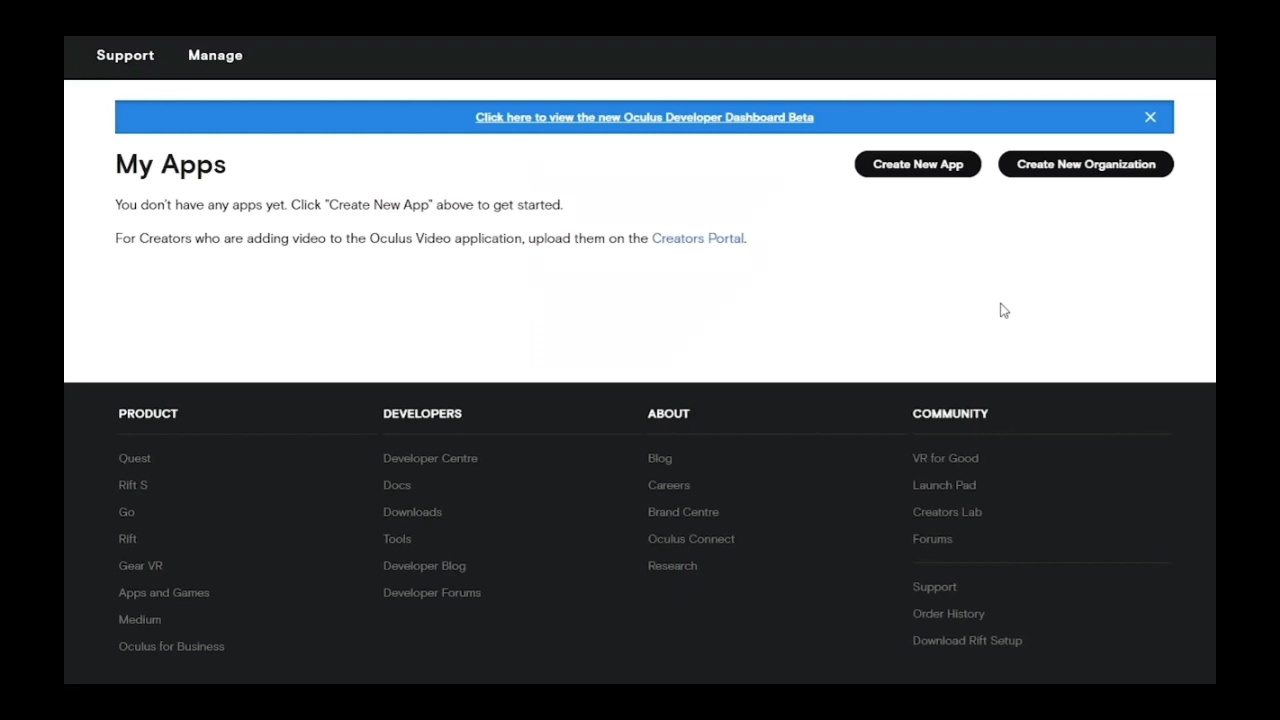 Support Manage
Click here to view the new Oculus Developer Dashboard Beta
My Apps
Create New App
Create New Organization
You don't have any apps yet. Click "Create New App" above to get started.
For Creators who are adding video to the Oculus Video application, upload them on the Creators Portal.
PRODUCT
Quest
Rift S
Go
Rift
Gear VR
Apps and Games
Medium
Oculus for Business
DEVELOPERS
Developer Centre
Docs
Downloads
Tools
Developer Blog
Developer Forums
ABOUT
Blog
Careers
Brand Centre
Oculus Connect
Research
COMMUNITY
VR for Good
Launch Pad
Creators Lab
Forums
Support
Order History
Download Rift Setup